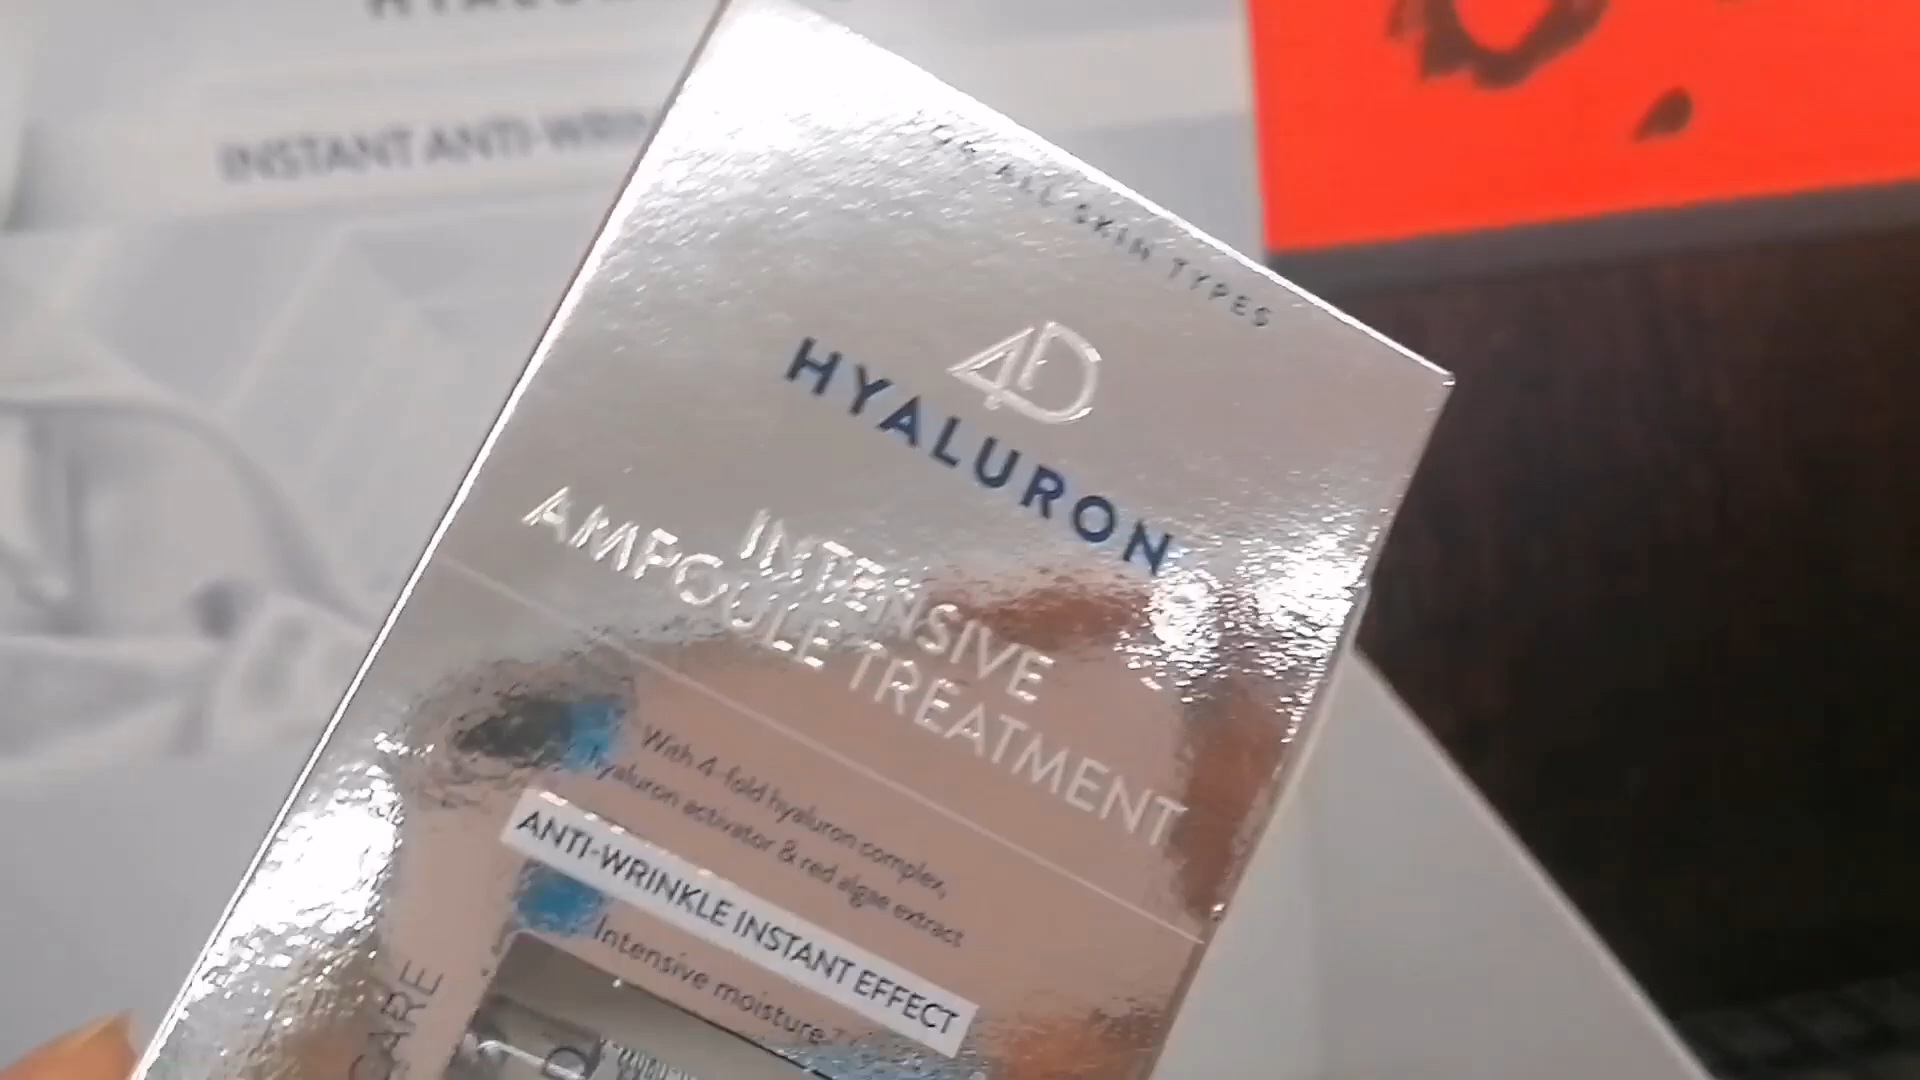 INSTANT ANTI-WRIN
ALL SKIN TYPES
4D
HYALURON
INTENSIVE
AMPOULE TREATMENT
With 4-fold hyaluron complex,
hyaluron activator & red algae extract
ANTI-WRINKLE INSTANT EFFECT
Intensive moisture
CARE